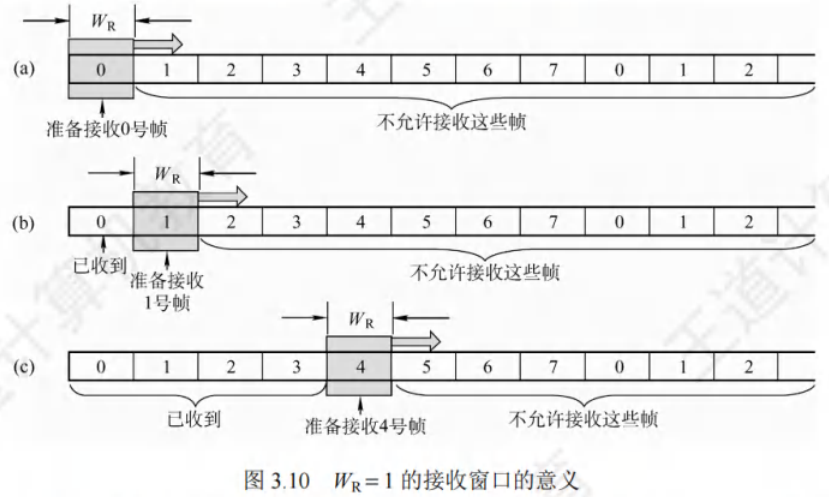 W_R
(a) 0 1 2 3 4 5 6 7 0 1 2
准备接收0号帧
不允许接收这些帧
W_R
(b) 0 1 2 3 4 5 6 7 0 1 2
已收到
准备接收
1号帧
不允许接收这些帧
W_R
(c) 0 1 2 3 4 5 6 7 0 1 2
已收到
准备接收4号帧
不允许接收这些帧
图 3.10 W_R=1 的接收窗口的意义